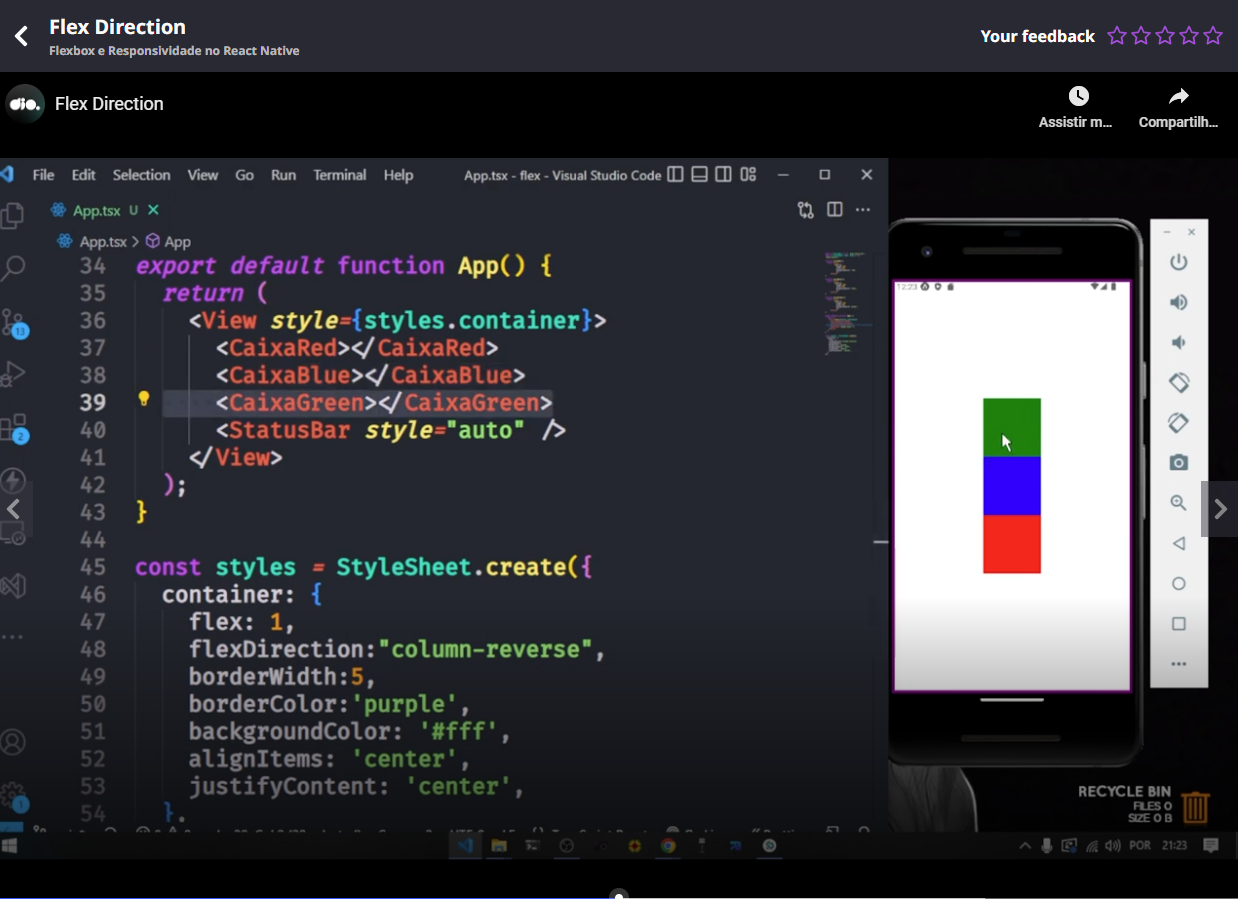 Flex Direction
Flexbox e Responsividade no React Native
Your feedback
dio.
Flex Direction
Assistir m...
Compartilh...
File Edit Selection View Go Run Terminal Help
App.tsx - flex - Visual Studio Code
App.tsx U
App.tsx > App
34 export default function App() {
35 return (
36 <View style={styles.container}>
37 <CaixaRed></CaixaRed>
38 <CaixaBlue></CaixaBlue>
39 <CaixaGreen></CaixaGreen>
40 <StatusBar style="auto" />
41 </View>
42 );
43 }
44
45 const styles = StyleSheet.create({
46 container: {
47 flex: 1,
48 flexDirection:"column-reverse",
49 borderWidth:5,
50 borderColor:'purple',
51 backgroundColor: '#fff',
52 alignItems: 'center',
53 justifyContent: 'center',
54 },
13
2
1
12:23
RECYCLE BIN
FILES 0
SIZE 0 B
POR 21:23